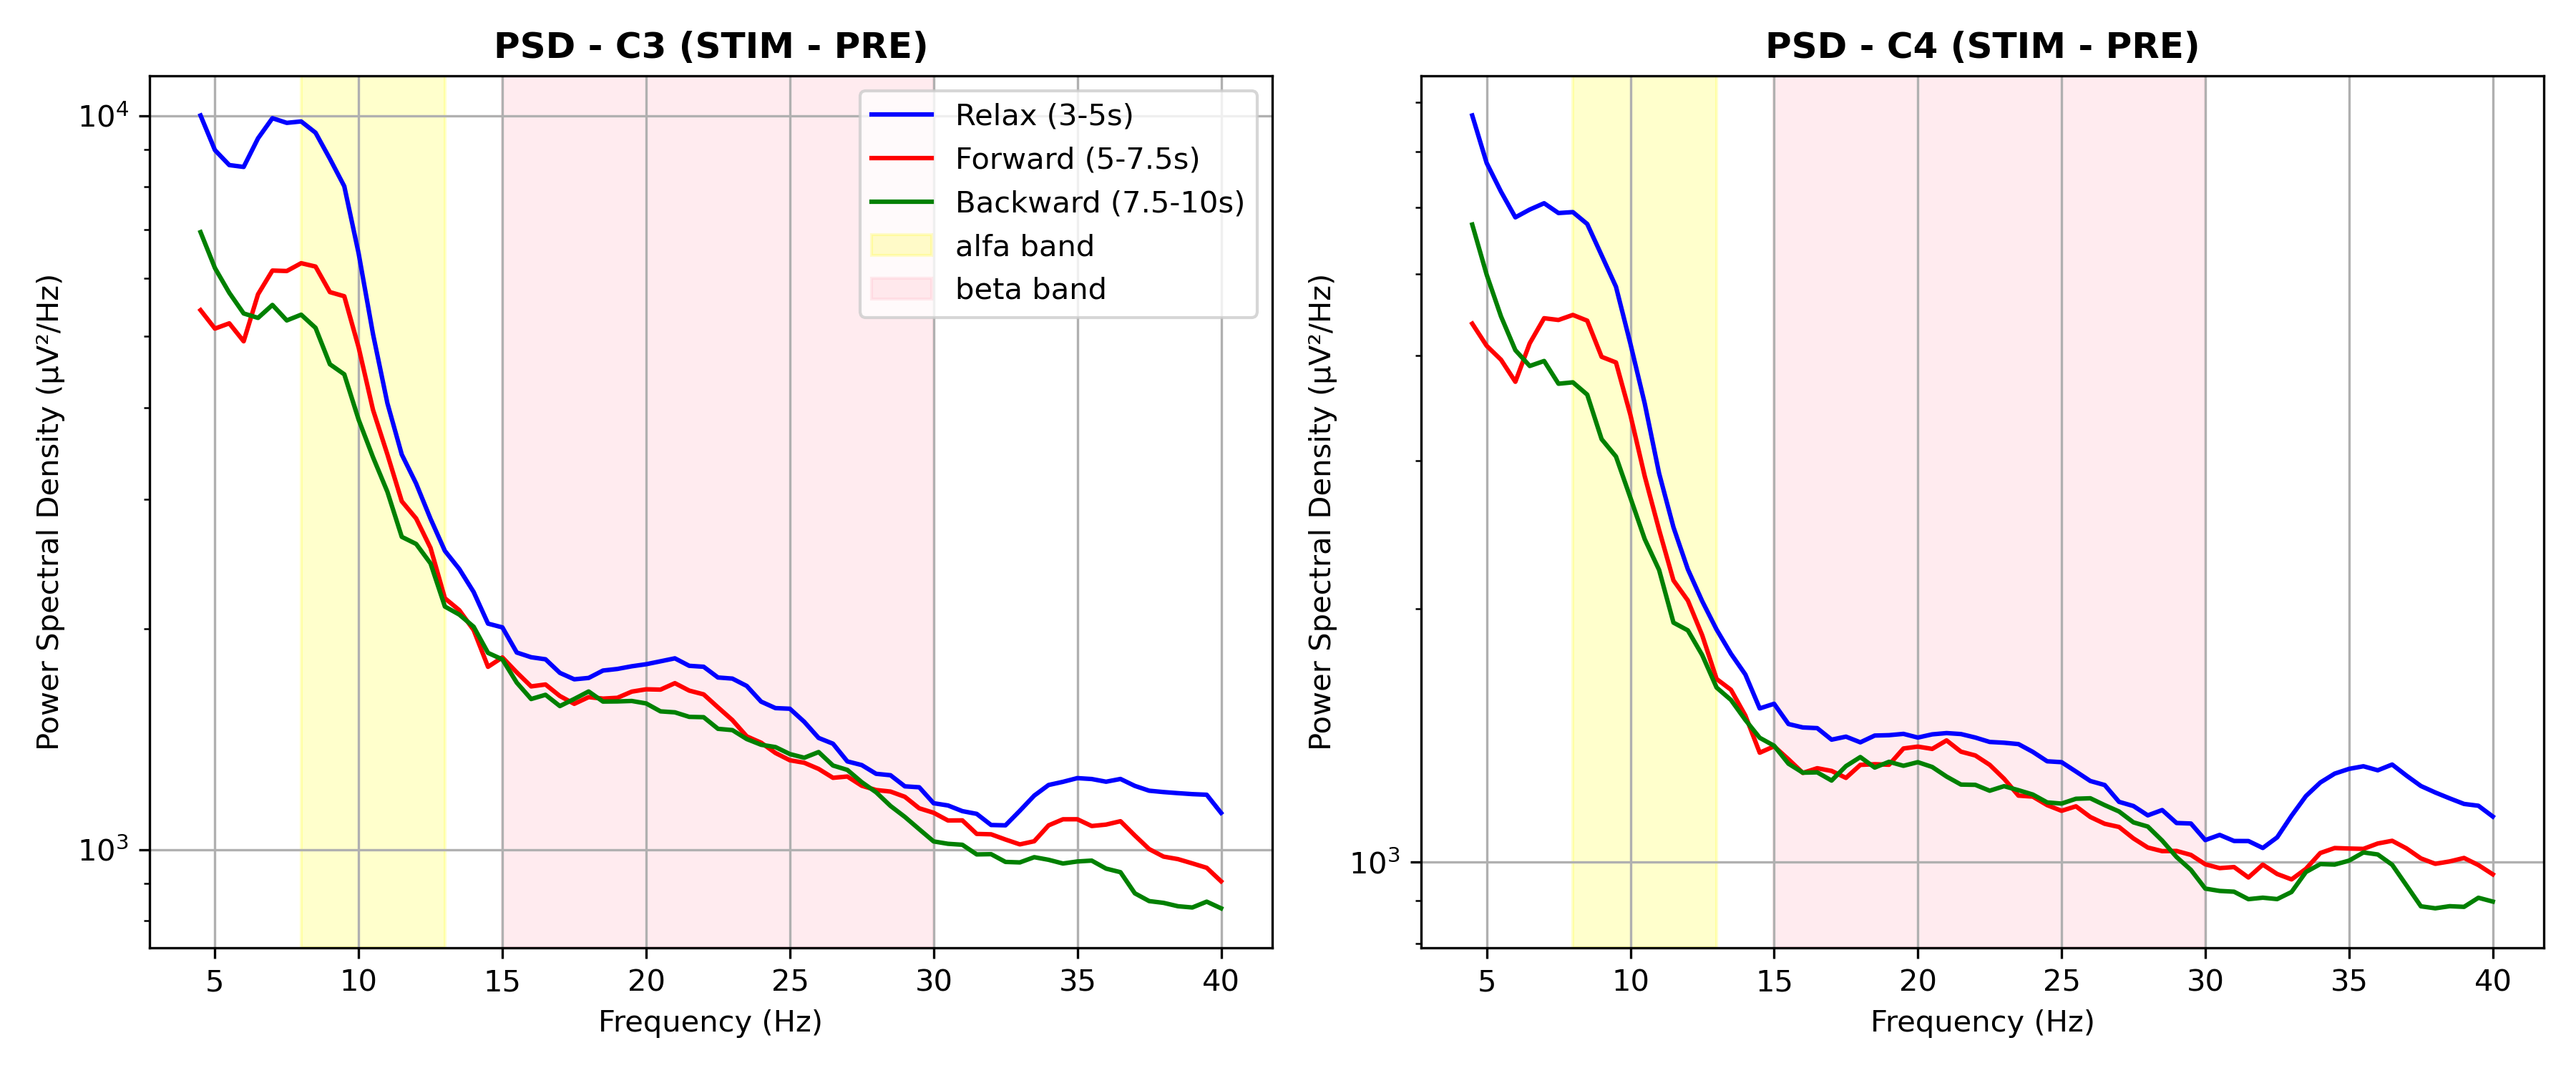 PSD - C3 (STIM - PRE)
Power Spectral Density (µV²/Hz)
10⁴
10³
Relax (3-5s)
Forward (5-7.5s)
Backward (7.5-10s)
alfa band
beta band
5 10 15 20 25 30 35 40
Frequency (Hz)
PSD - C4 (STIM - PRE)
Power Spectral Density (µV²/Hz)
10³
5 10 15 20 25 30 35 40
Frequency (Hz)